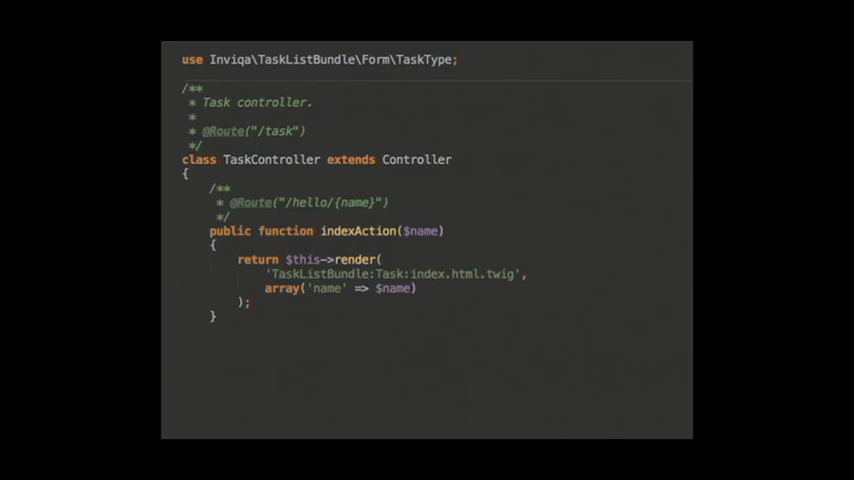 use Inviqa\TaskListBundle\Form\TaskType;
/**
* Task controller.
*
* @Route("/task")
*/
class TaskController extends Controller
{
/**
* @Route("/hello/{name}")
*/
public function indexAction($name)
{
return $this->render(
'TaskListBundle:Task:index.html.twig',
array('name' => $name)
);
}